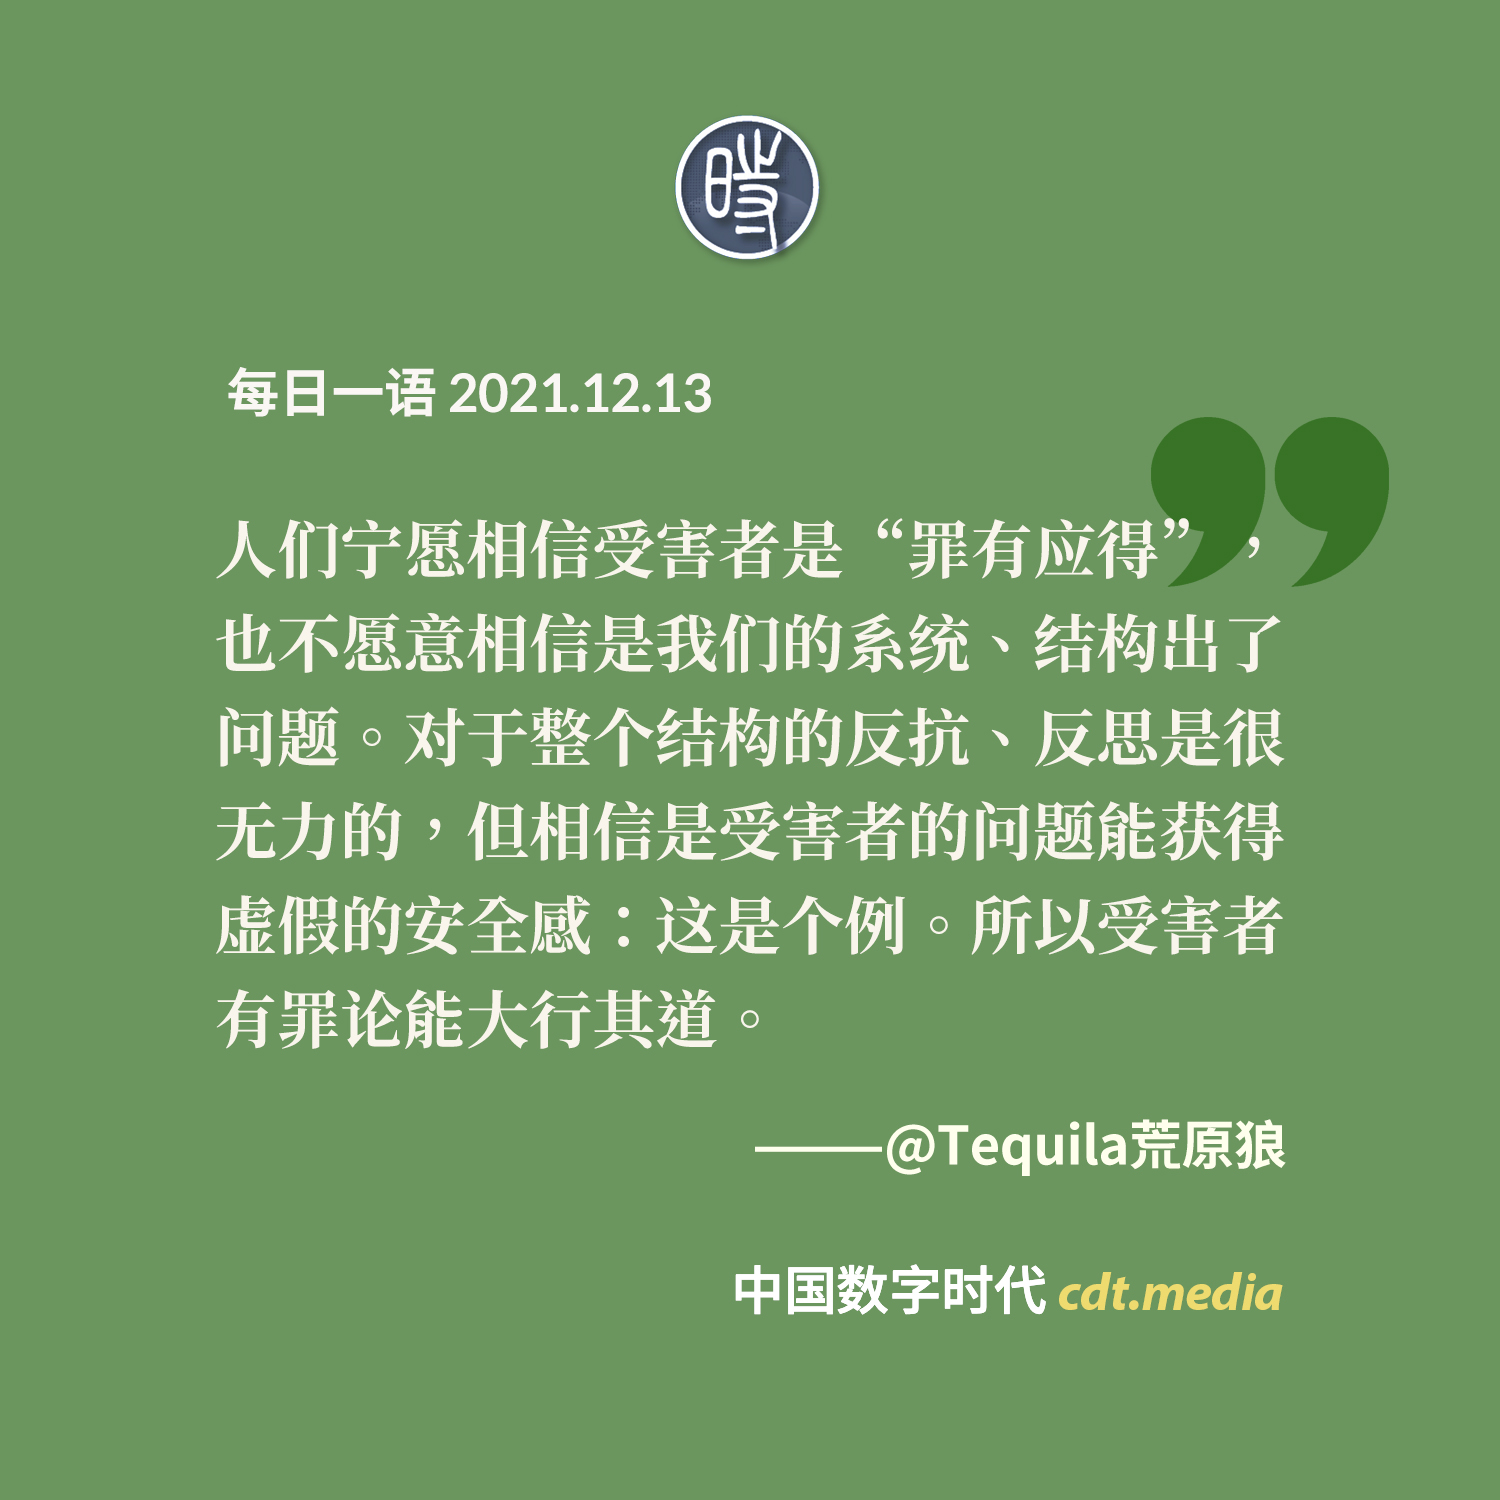 時
每日一语 2021.12.13
人们宁愿相信受害者是“罪有应得”，
也不愿意相信是我们的系统、结构出了
问题。对于整个结构的反抗、反思是很
无力的，但相信是受害者的问题能获得
虚假的安全感：这是个例。所以受害者
有罪论能大行其道。
———@Tequila荒原狼
中国数字时代 cdt.media